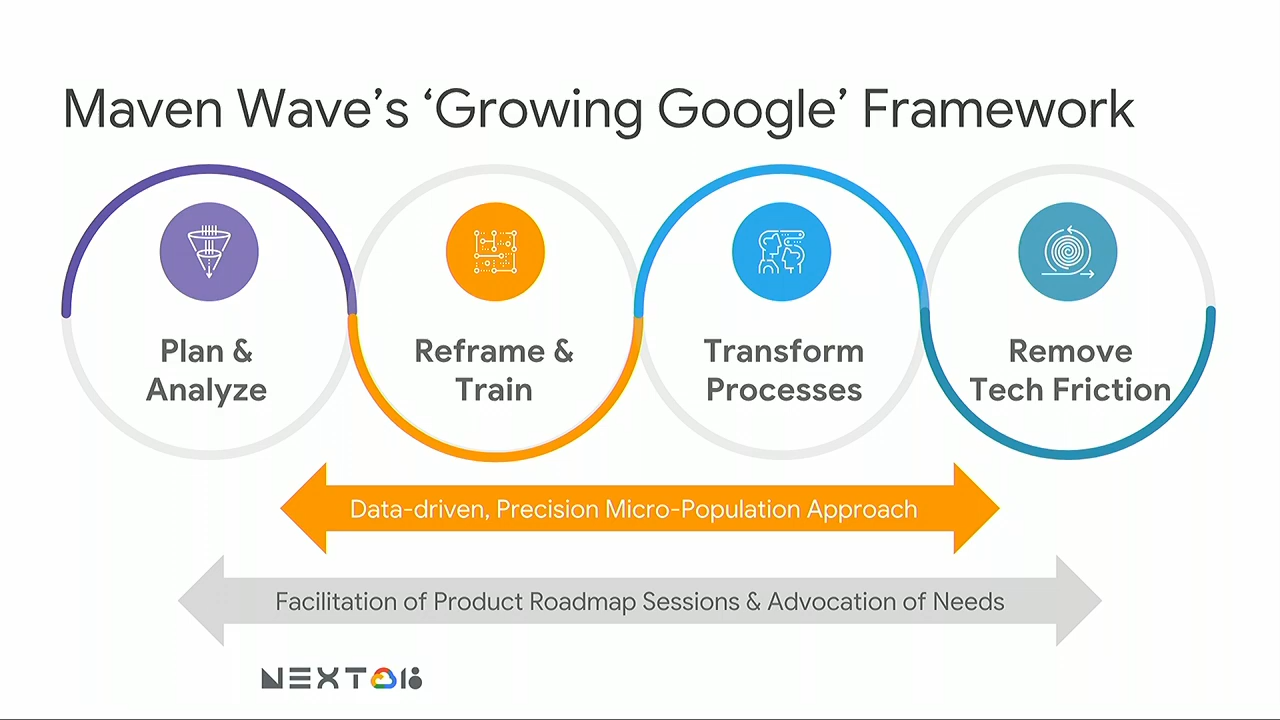 Maven Wave’s ‘Growing Google’ Framework
Plan &
Analyze
Reframe &
Train
Transform
Processes
Remove
Tech Friction
Data-driven, Precision Micro-Population Approach
Facilitation of Product Roadmap Sessions & Advocation of Needs
NEXT 18